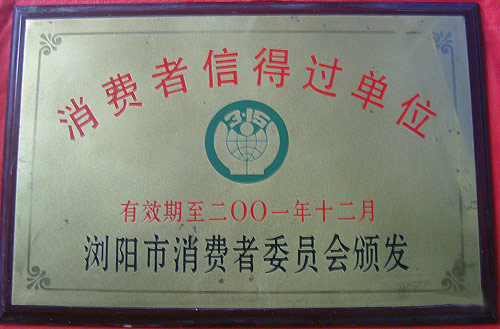 消费者信得过单位
3·15
有效期至二〇〇一年十二月
浏阳市消费者委员会颁发